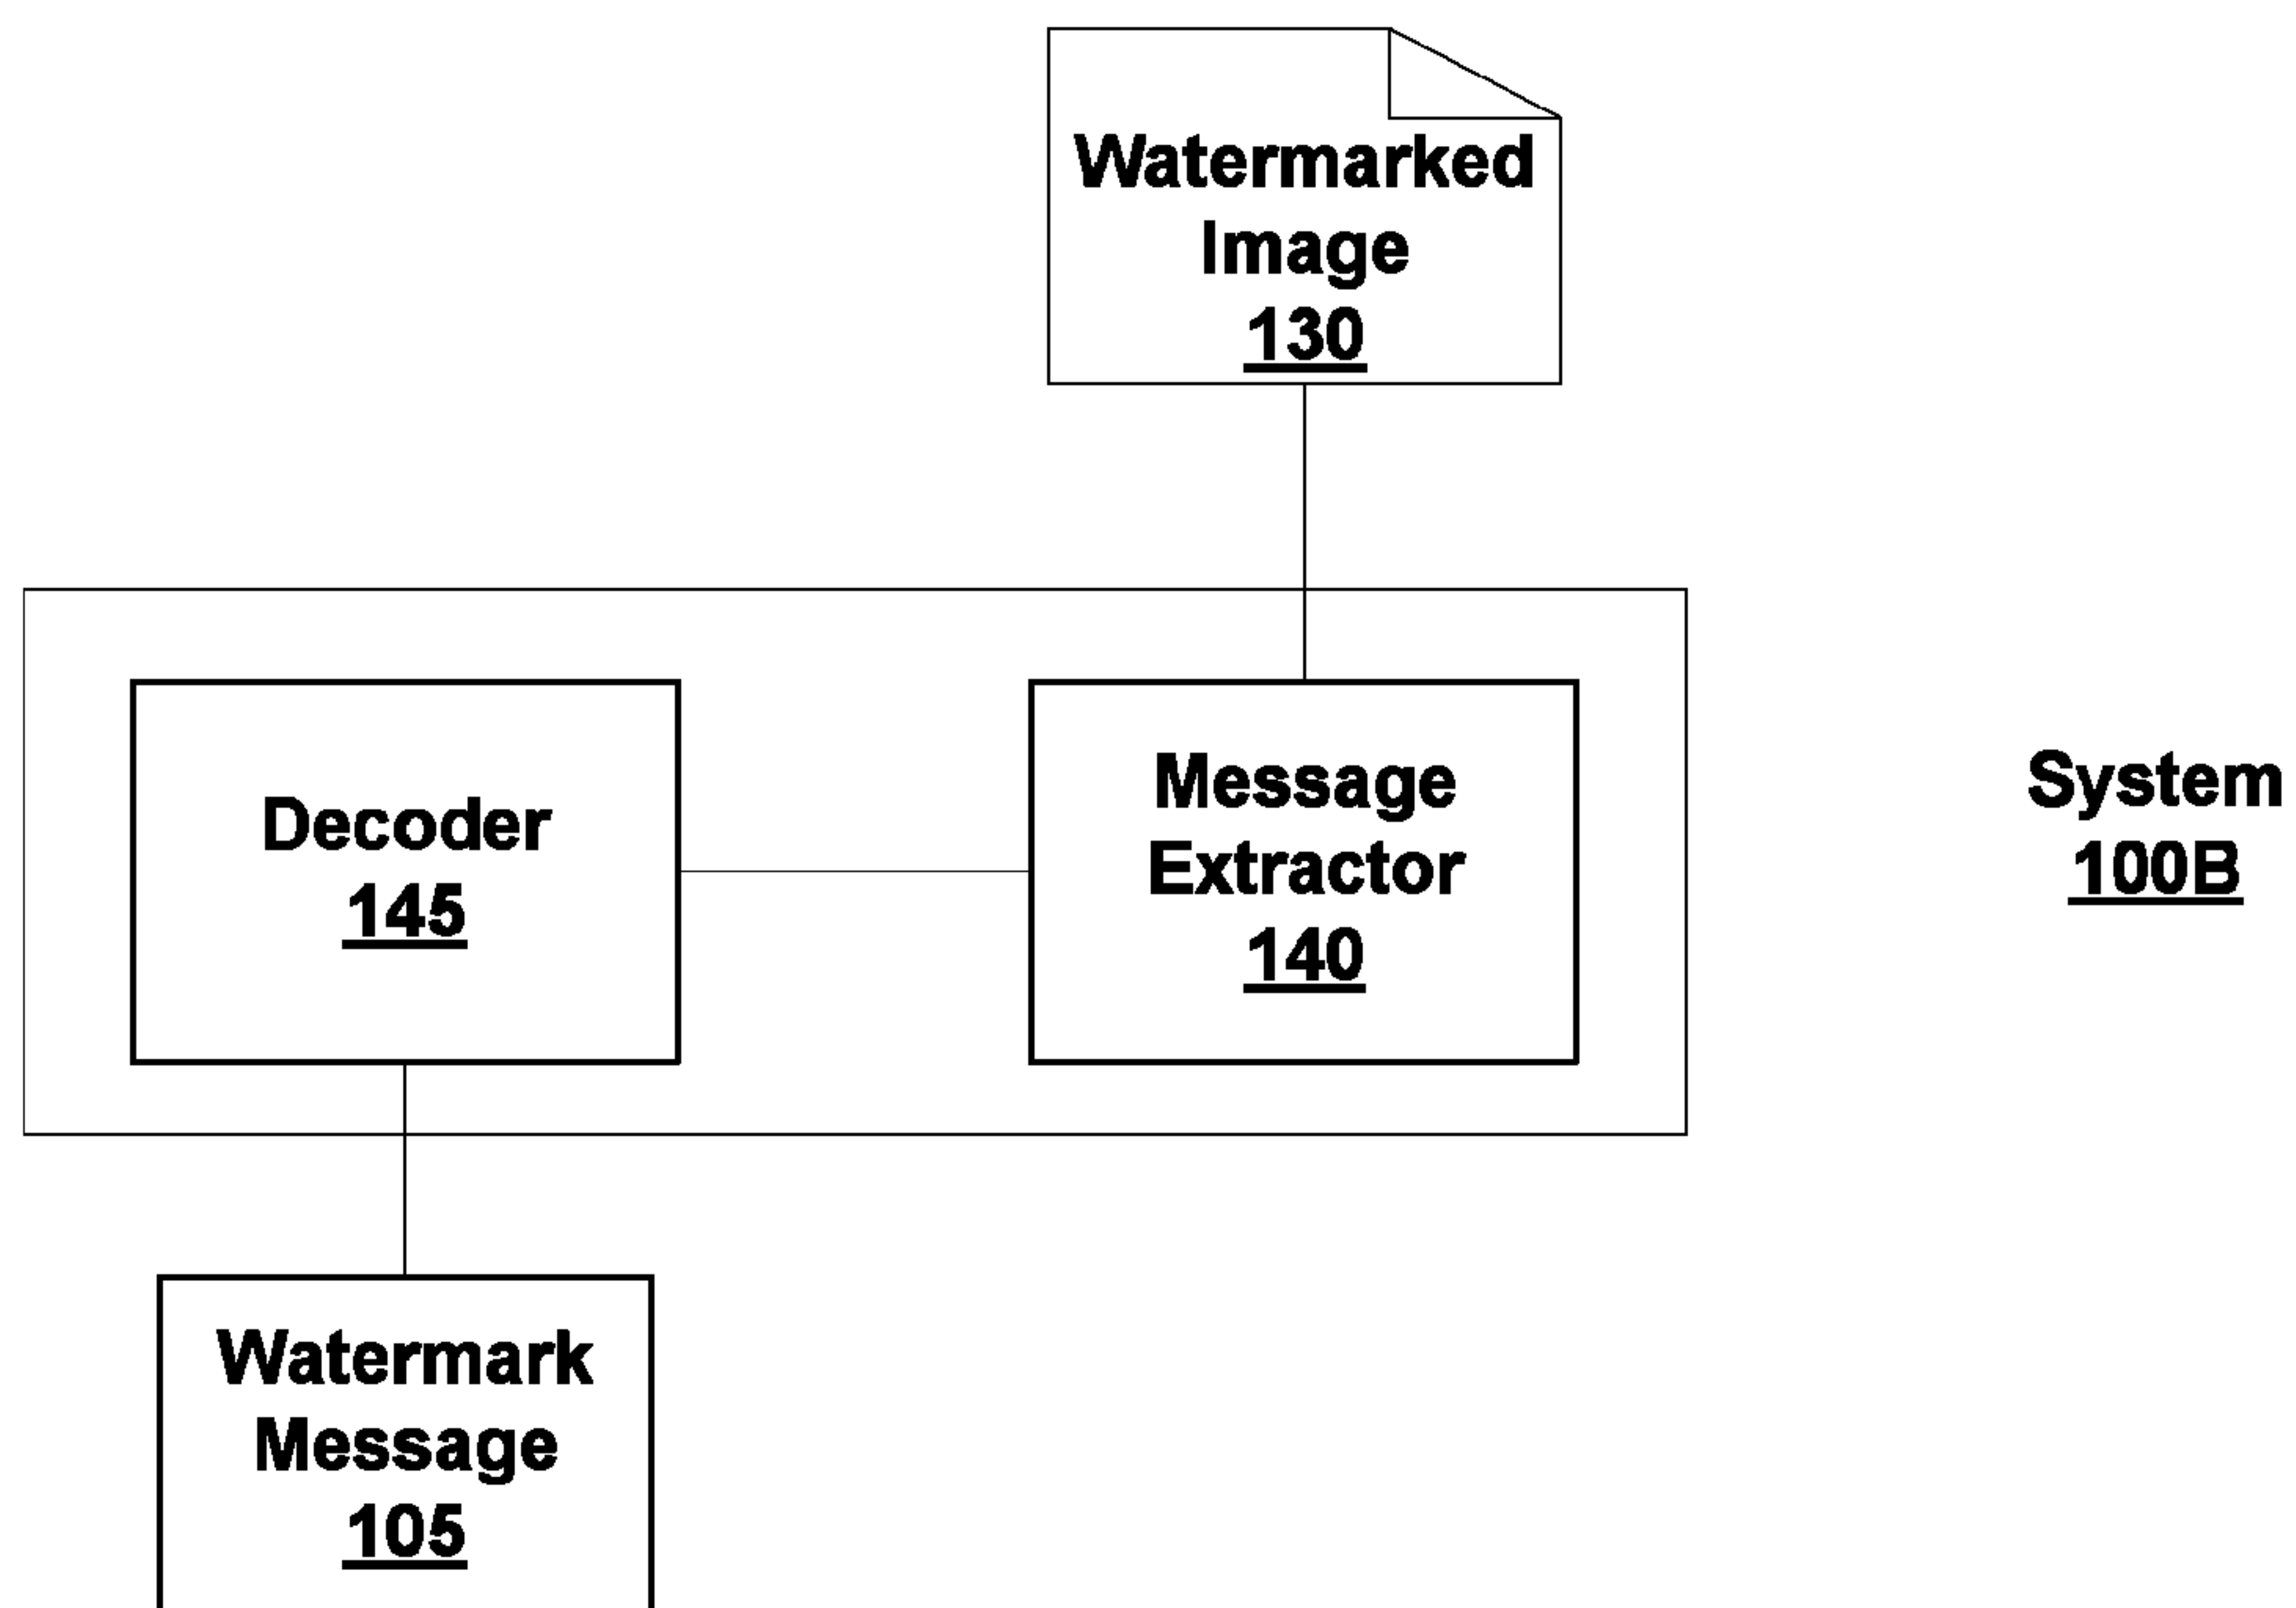 Watermarked
Image
130
Decoder
145
Message
Extractor
140
System
100B
Watermark
Message
105